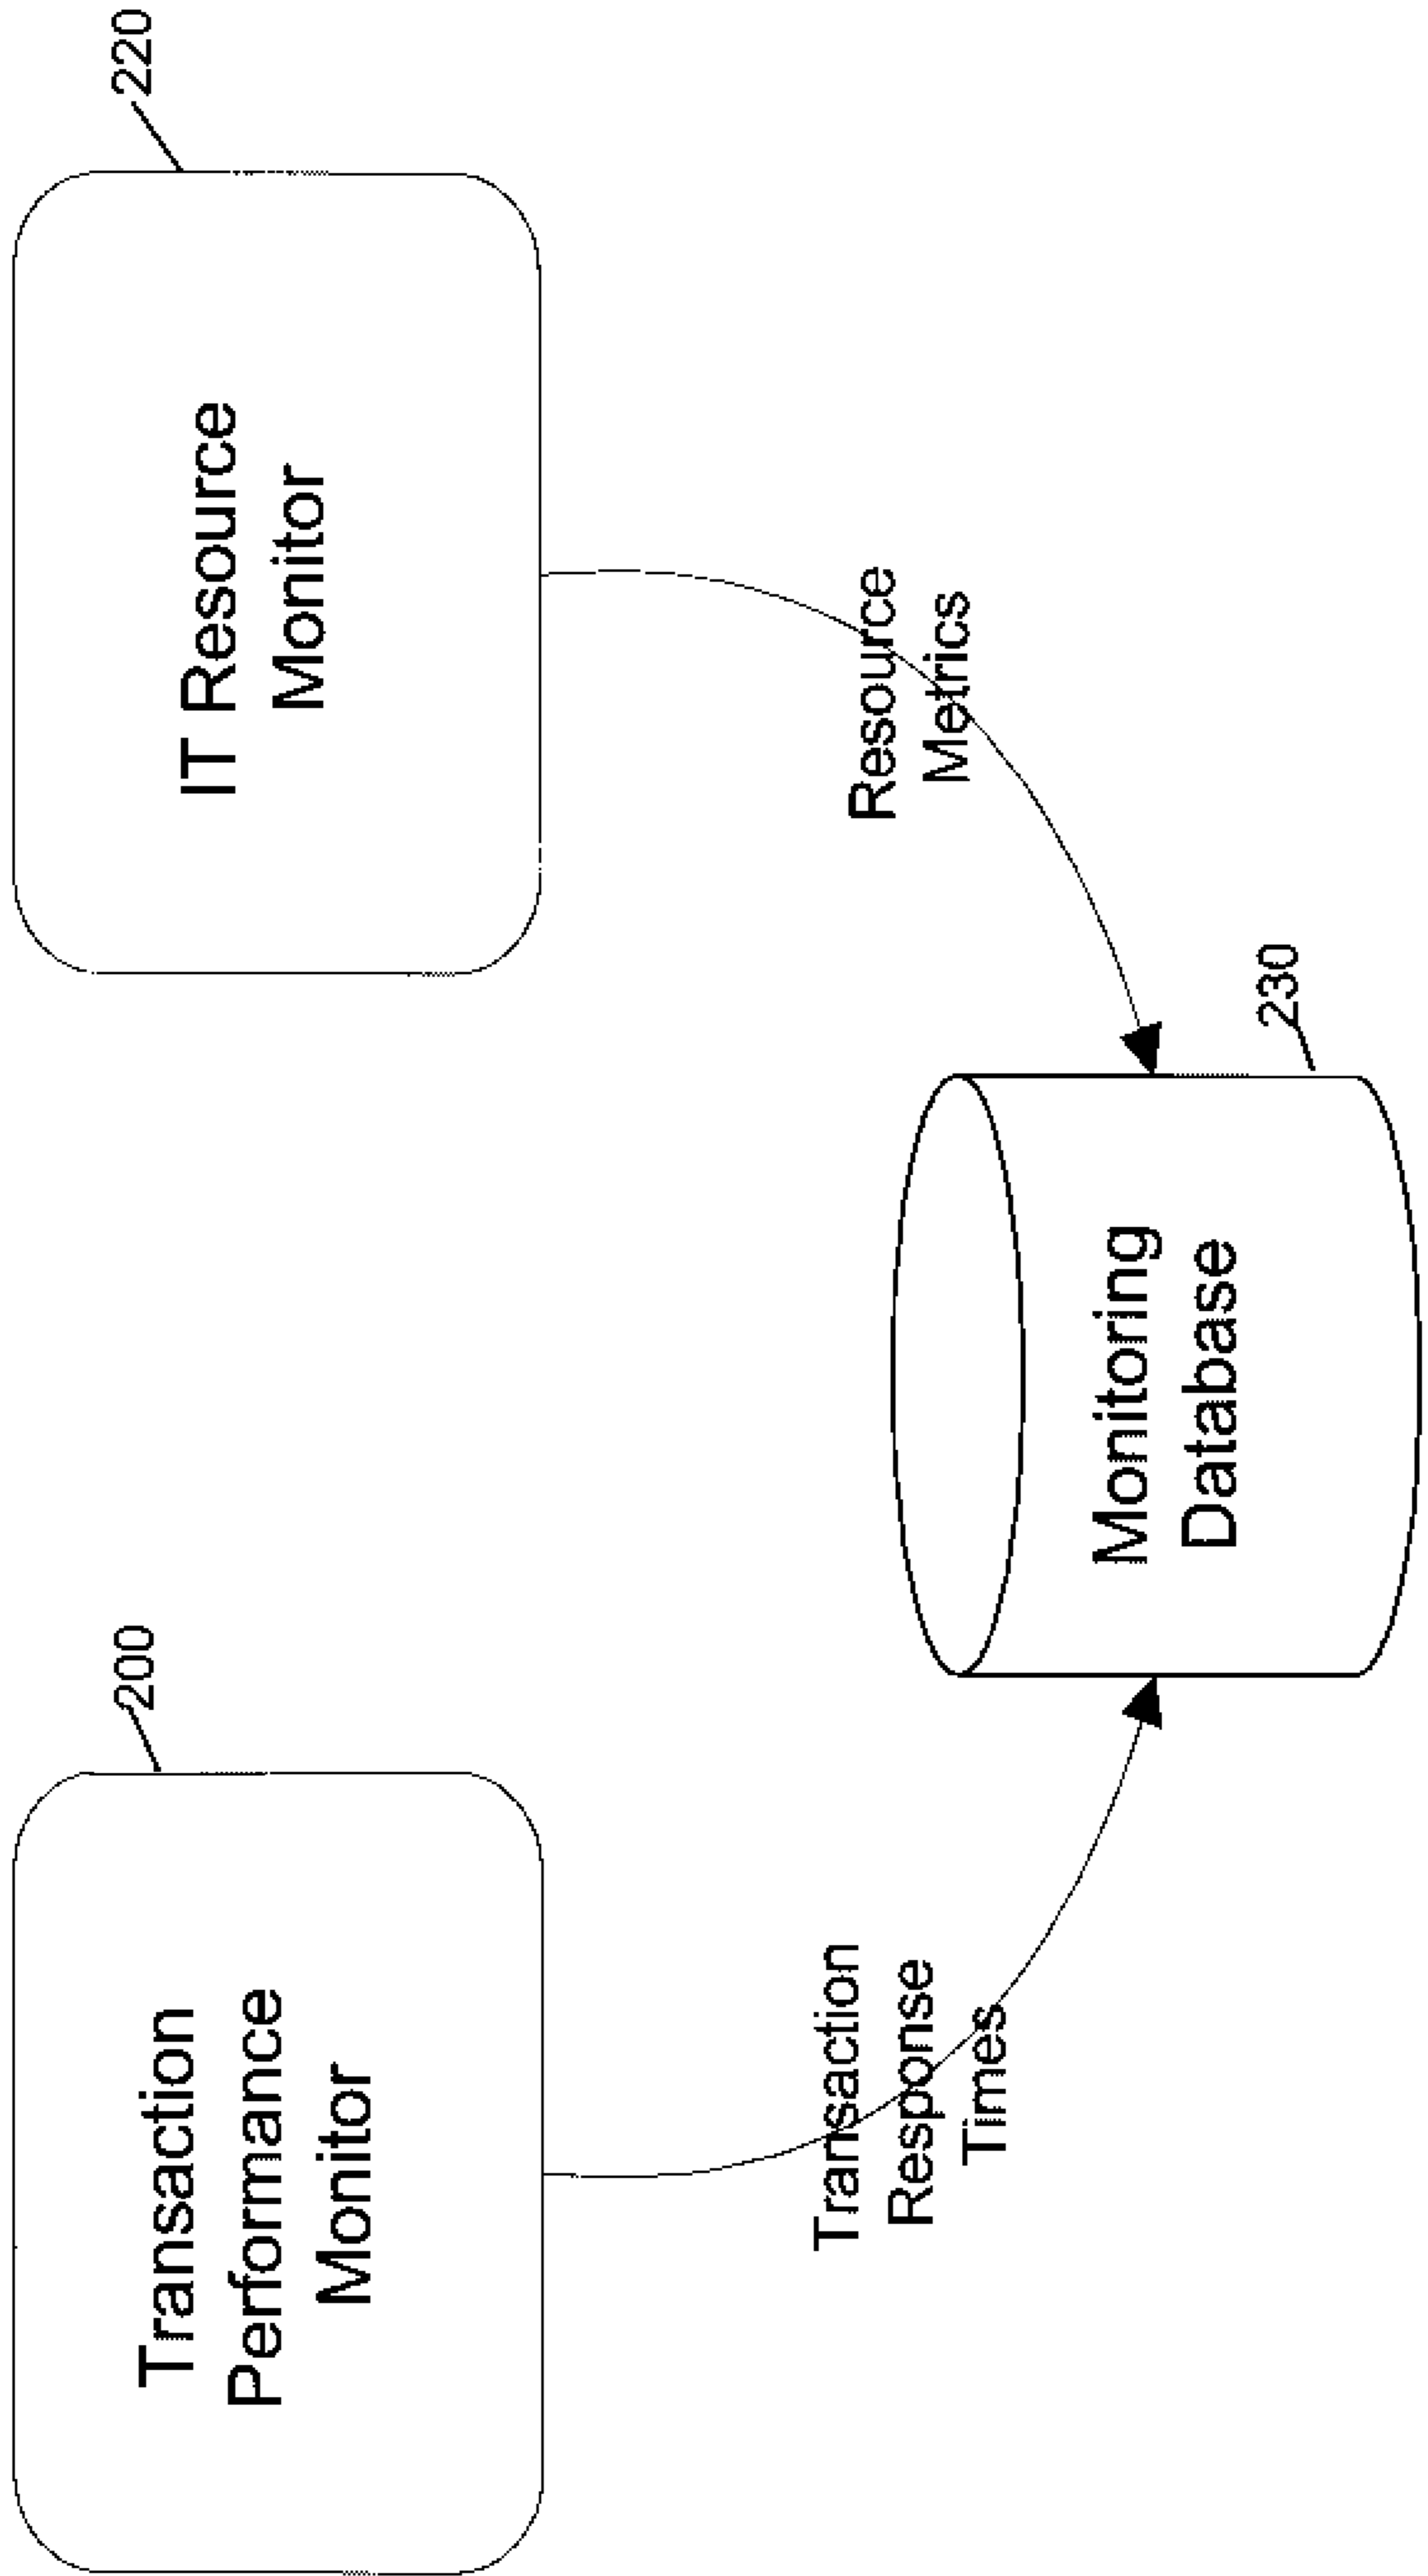 200
Transaction
Performance
Monitor
220
IT Resource
Monitor
Transaction
Response
Times
Resource
Metrics
Monitoring
Database
230